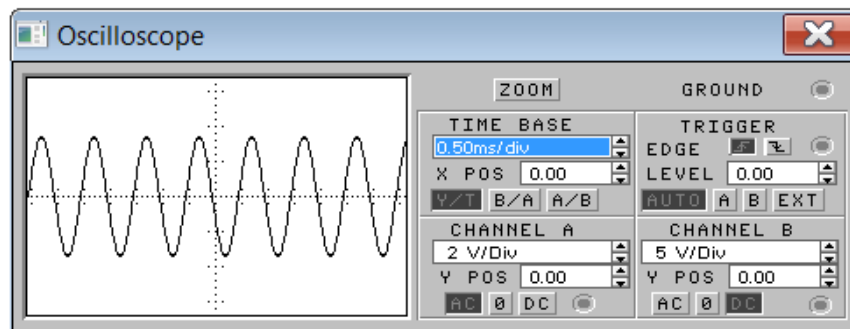 Oscilloscope
ZOOM GROUND
TIME BASE
0.50ms/div
X POS 0.00
Y/T B/A A/B
TRIGGER
EDGE
LEVEL 0.00
AUTO A B EXT
CHANNEL A
2 V/Div
Y POS 0.00
AC 0 DC
CHANNEL B
5 V/Div
Y POS 0.00
AC 0 DC